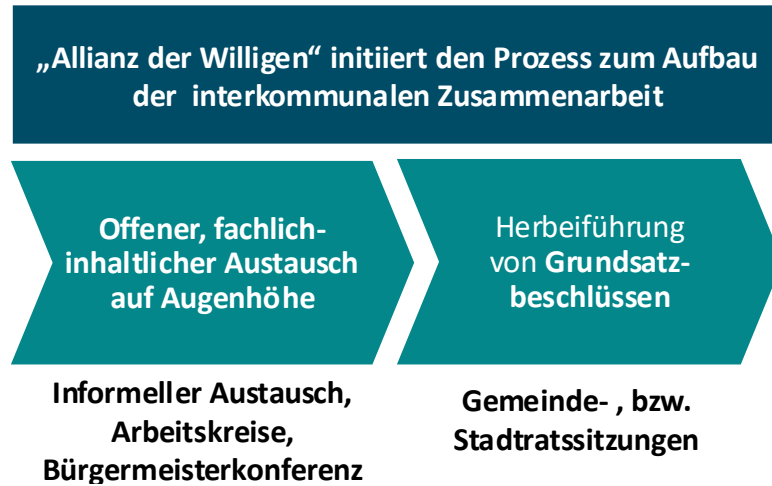 „Allianz der Willigen“ initiiert den Prozess zum Aufbau
der interkommunalen Zusammenarbeit
Offener, fachlich-
inhaltlicher Austausch
auf Augenhöhe
Herbeiführung
von Grundsatz-
beschlüssen
Informeller Austausch,
Arbeitskreise,
Bürgermeisterkonferenz
Gemeinde- , bzw.
Stadtratssitzungen